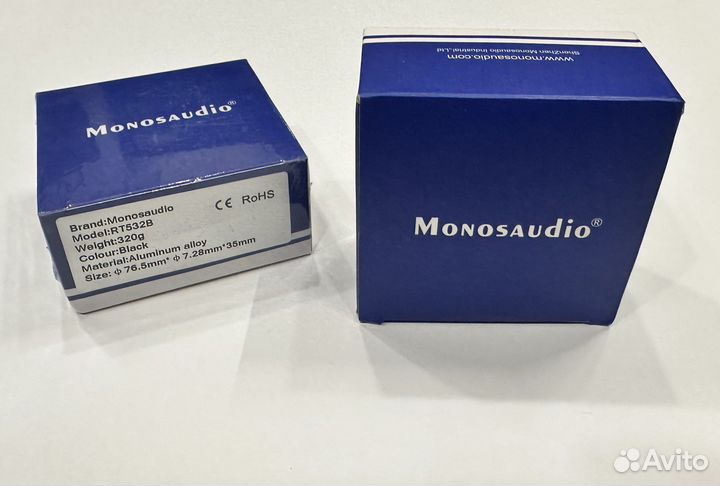 MONOSAUDIO®
Brand:Monosaudio
Model:RT532B
Weight:320g
Colour:Black
Material:Aluminum alloy
Size: ф 76.5mm* ф 7.28mm*35mm
CE RoHS
www.monosaudio.com
ShenZhen Monosaudio Industrial.,Ltd
MONOSAUDIO®
Avito